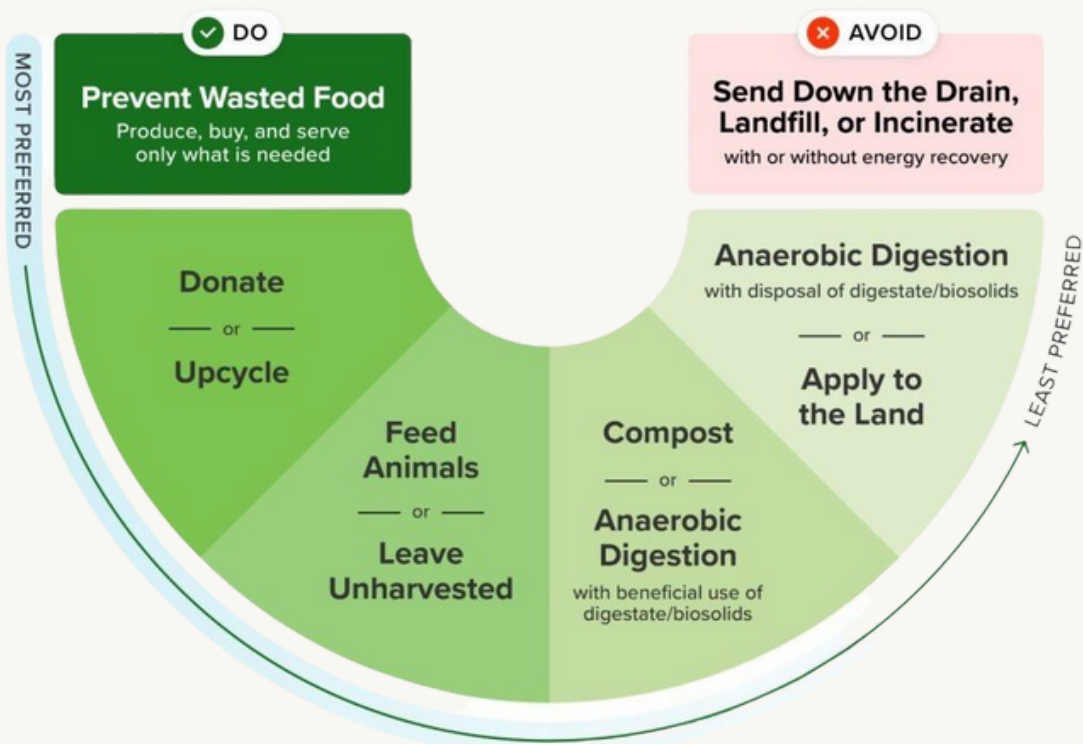 DO
AVOID
MOST PREFERRED
Prevent Wasted Food
Produce, buy, and serve
only what is needed
Send Down the Drain,
Landfill, or Incinerate
with or without energy recovery
Donate
or
Upcycle
Feed
Animals
or
Leave
Unharvested
Compost
or
Anaerobic
Digestion
with beneficial use of
digestate/biosolids
Anaerobic Digestion
with disposal of digestate/biosolids
or
Apply to
the Land
LEAST PREFERRED